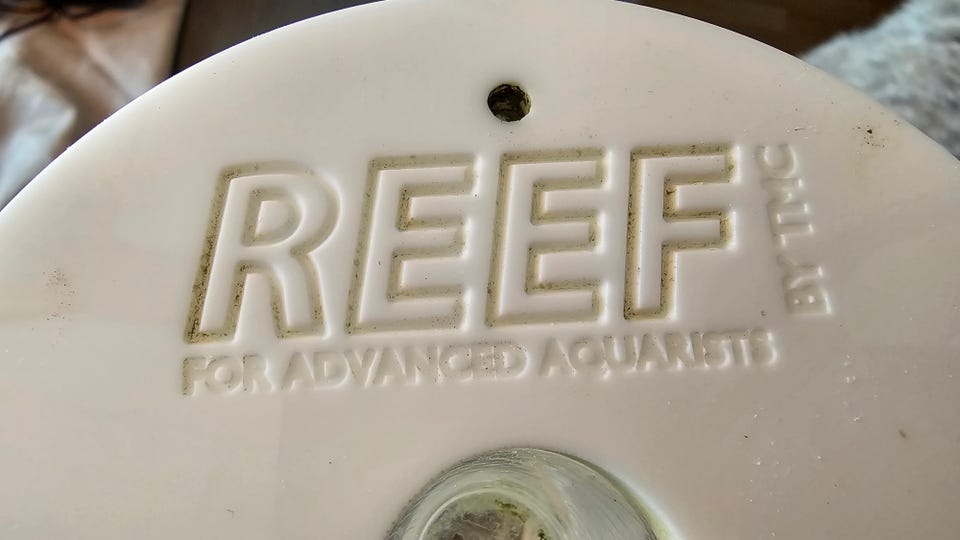 REEF
BY TMC
FOR ADVANCED AQUARISTS